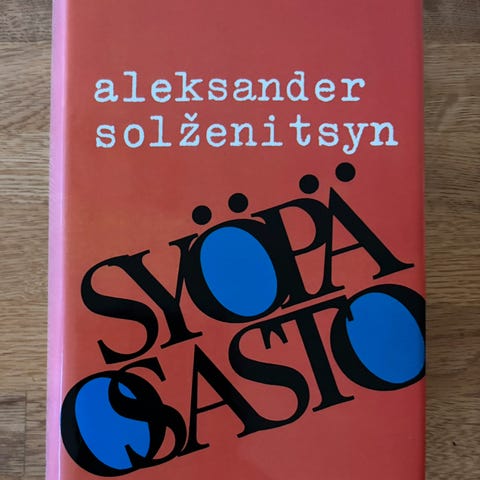 aleksander
solženitsyn
SYÖPÄ
OSASTO